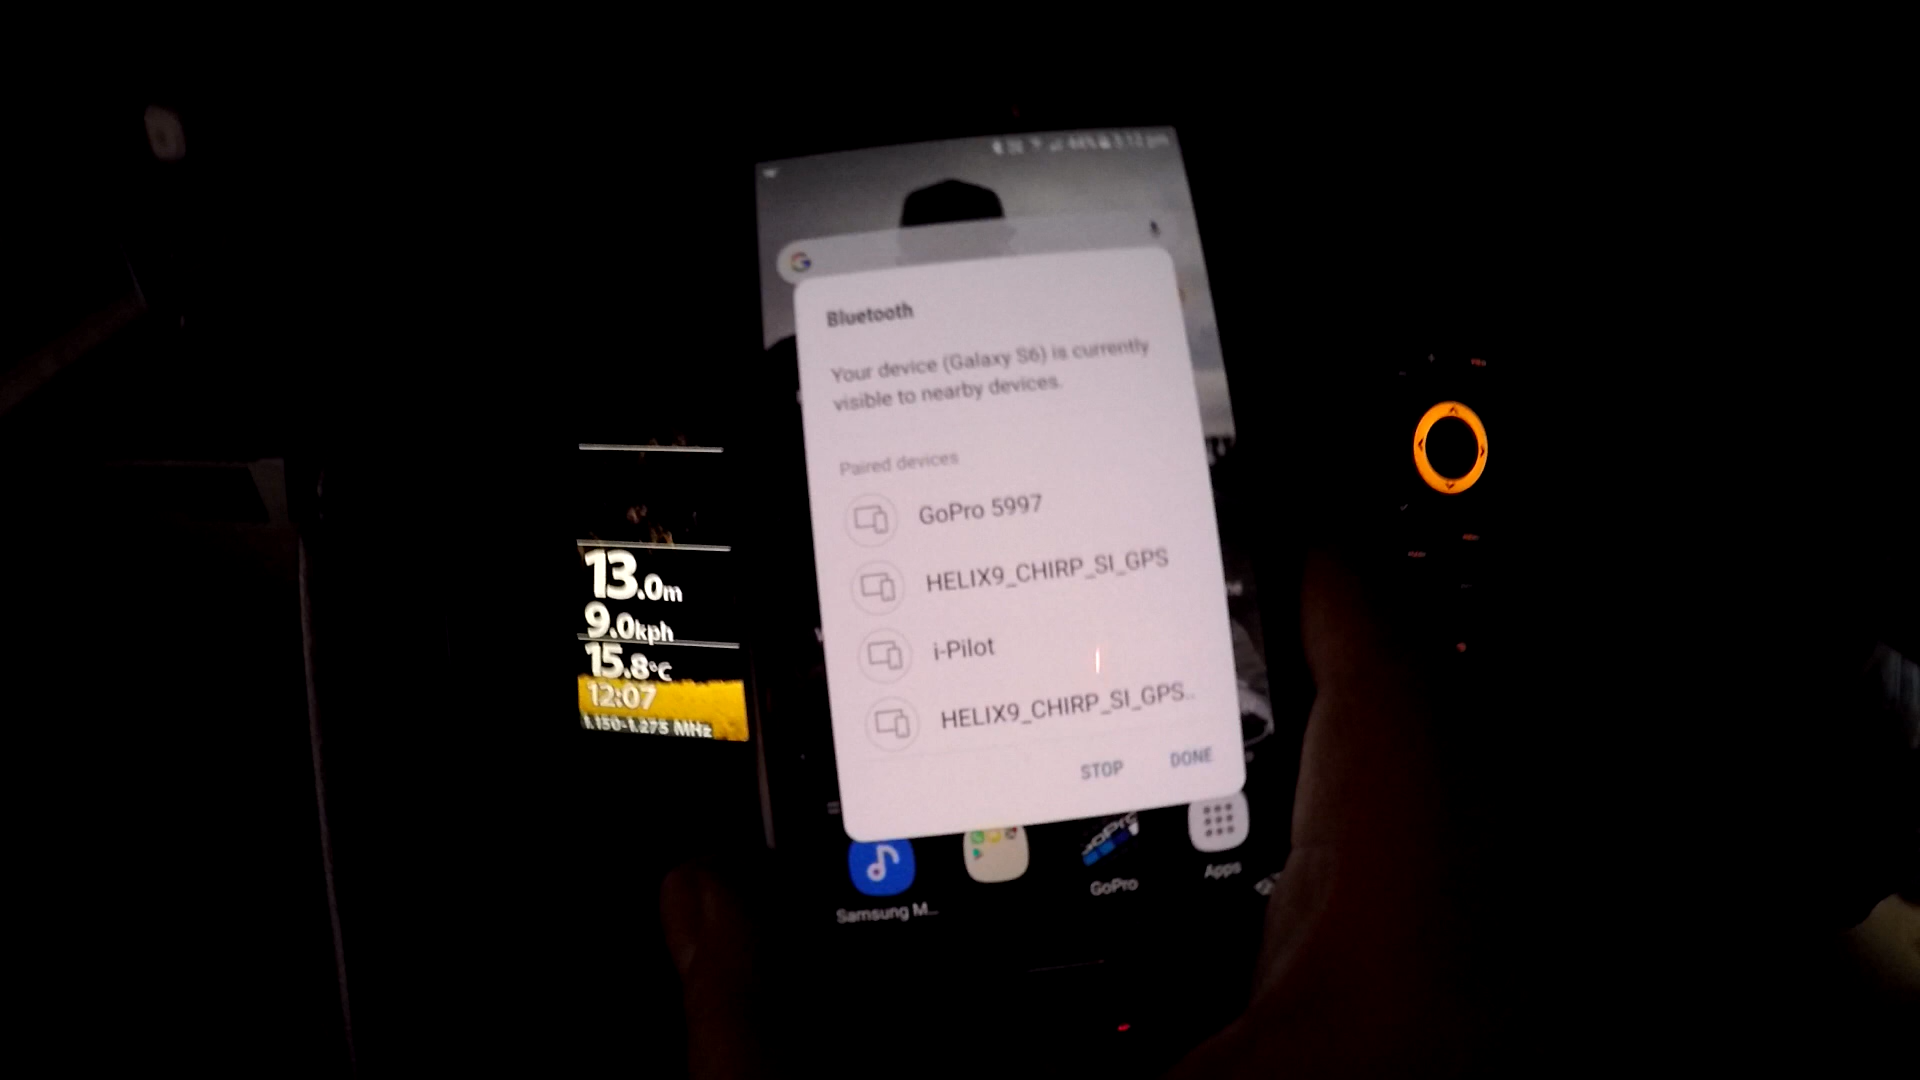 13.0m
9.0kph
15.8°C
12:07
1.150-1.275 MHz
Bluetooth
Your device (Galaxy S6) is currently
visible to nearby devices.
Paired devices
GoPro 5997
HELIX9_CHIRP_SI_GPS
i-Pilot
HELIX9_CHIRP_SI_GPS..
STOP
DONE
GoPro
Samsung M...
GoPro
Apps